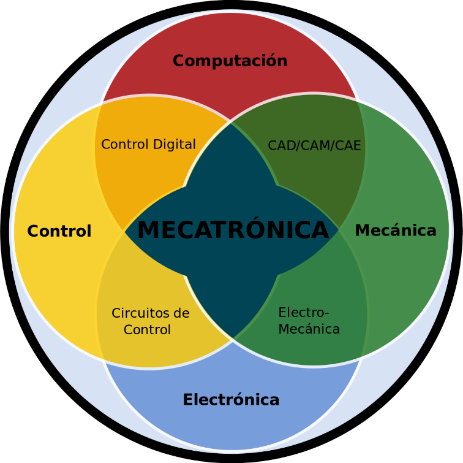 Computación
Control Digital
CAD/CAM/CAE
Control
MECATRÓNICA
Mecánica
Circuitos de
Control
Electro-
Mecánica
Electrónica